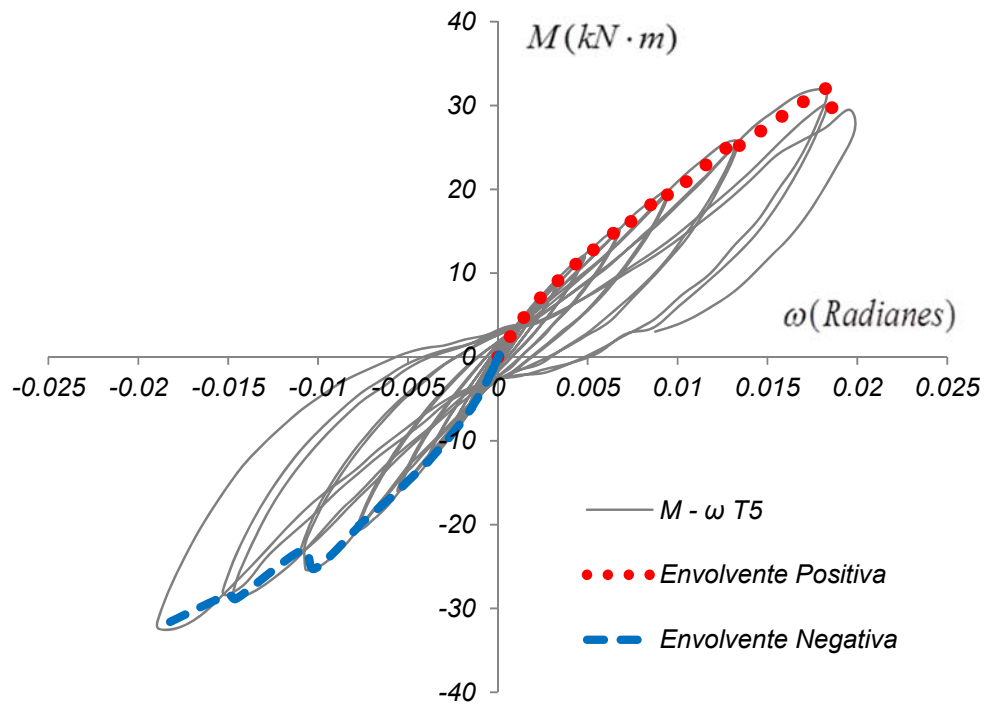 40
M (kN · m)
30
20
10
ω(Radianes)
0
-0.025 -0.02 -0.015 -0.01 -0.005 0 0.005 0.01 0.015 0.02 0.025
-10
-20
M - ω T5
Envolvente Positiva
-30
Envolvente Negativa
-40